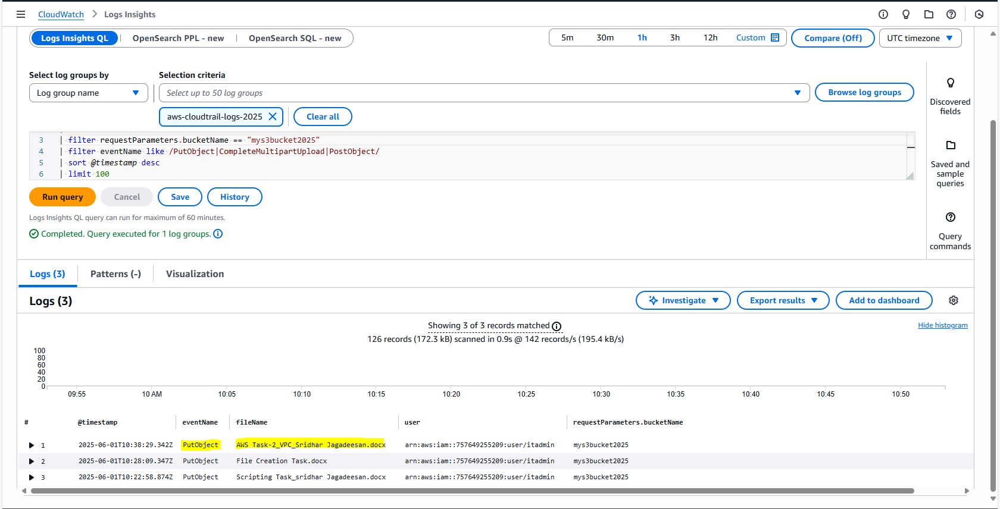 CloudWatch > Logs Insights
Logs Insights QL | OpenSearch PPL - new | OpenSearch SQL - new
5m 30m 1h 3h 12h Custom
Compare (Off)
UTC timezone
Select log groups by
Selection criteria
Log group name
Select up to 50 log groups
Browse log groups
aws-cloudtrail-logs-2025
Clear all
Discovered
fields
Saved and
sample
queries
Query
commands
3 | filter requestParameters.bucketName == "mys3bucket2025"
4 | filter eventName like /PutObject|CompleteMultipartUpload|PostObject/
5 | sort @timestamp desc
6 | limit 100
Run query Cancel Save History
Logs Insights QL query can run for maximum of 60 minutes.
Completed. Query executed for 1 log groups.
Logs (3) Patterns (-) Visualization
Logs (3)
Investigate Export results Add to dashboard
Showing 3 of 3 records matched
Hide histogram
126 records (172.3 kB) scanned in 0.9s @ 142 records/s (195.4 kB/s)
100
80
60
40
20
0
09:55 10 AM 10:05 10:10 10:15 10:20 10:25 10:30 10:35 10:40 10:45 10:50
# @timestamp eventName fileName user requestParameters.bucketName
1 2025-06-01T10:38:29.342Z PutObject AWS Task-2_VPC_Sridhar Jagadeesan.docx arn:aws:iam::757649255209:user/itadmin mys3bucket2025
2 2025-06-01T10:28:09.347Z PutObject File Creation Task.docx arn:aws:iam::757649255209:user/itadmin mys3bucket2025
3 2025-06-01T10:22:58.874Z PutObject Scripting Task_sridhar Jagadeesan.docx arn:aws:iam::757649255209:user/itadmin mys3bucket2025